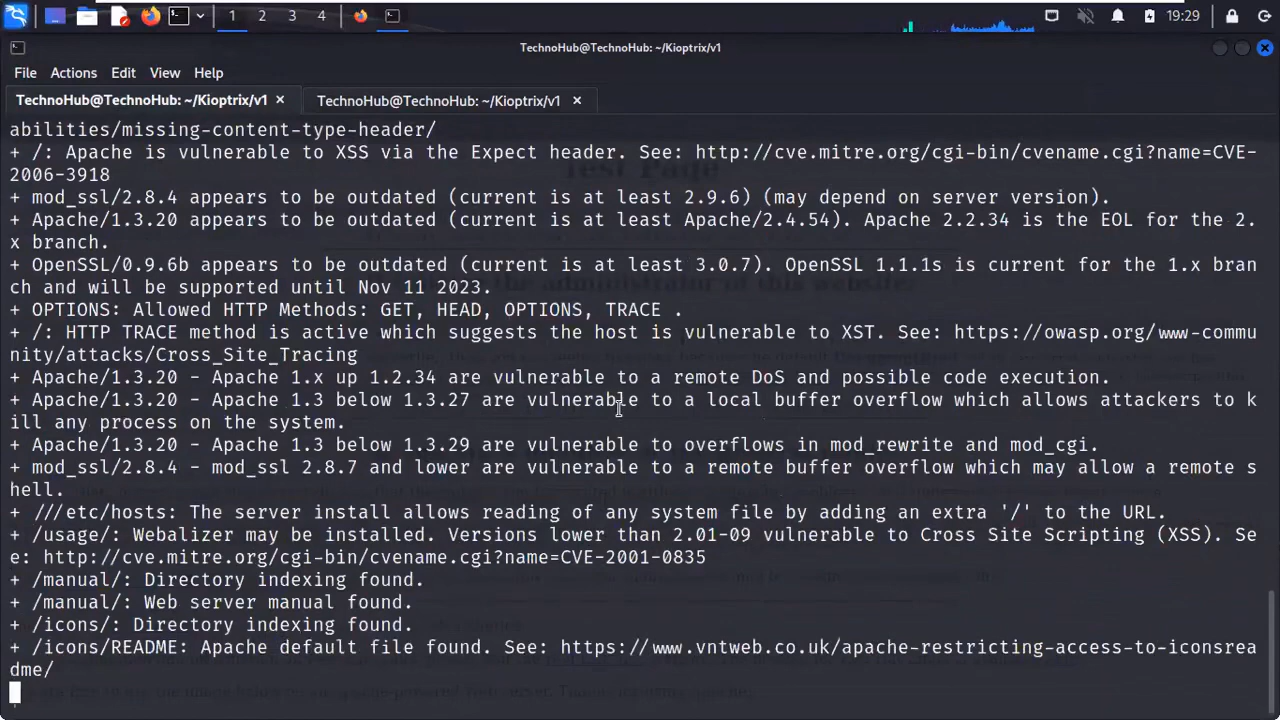 1 2 3 4 19:29
TechnoHub@TechnoHub: ~/Kioptrix/v1
File Actions Edit View Help
TechnoHub@TechnoHub: ~/Kioptrix/v1 × TechnoHub@TechnoHub: ~/Kioptrix/v1 ×
abilities/missing-content-type-header/
+ /: Apache is vulnerable to XSS via the Expect header. See: http://cve.mitre.org/cgi-bin/cvename.cgi?name=CVE-
2006-3918
+ mod_ssl/2.8.4 appears to be outdated (current is at least 2.9.6) (may depend on server version).
+ Apache/1.3.20 appears to be outdated (current is at least Apache/2.4.54). Apache 2.2.34 is the EOL for the 2.
x branch.
+ OpenSSL/0.9.6b appears to be outdated (current is at least 3.0.7). OpenSSL 1.1.1s is current for the 1.x bran
ch and will be supported until Nov 11 2023.
+ OPTIONS: Allowed HTTP Methods: GET, HEAD, OPTIONS, TRACE .
+ /: HTTP TRACE method is active which suggests the host is vulnerable to XST. See: https://owasp.org/www-commu
nity/attacks/Cross_Site_Tracing
+ Apache/1.3.20 - Apache 1.x up 1.2.34 are vulnerable to a remote DoS and possible code execution.
+ Apache/1.3.20 - Apache 1.3 below 1.3.27 are vulnerable to a local buffer overflow which allows attackers to k
ill any process on the system.
+ Apache/1.3.20 - Apache 1.3 below 1.3.29 are vulnerable to overflows in mod_rewrite and mod_cgi.
+ mod_ssl/2.8.4 - mod_ssl 2.8.7 and lower are vulnerable to a remote buffer overflow which may allow a remote s
hell.
+ ///etc/hosts: The server install allows reading of any system file by adding an extra '/' to the URL.
+ /usage/: Webalizer may be installed. Versions lower than 2.01-09 vulnerable to Cross Site Scripting (XSS). Se
e: http://cve.mitre.org/cgi-bin/cvename.cgi?name=CVE-2001-0835
+ /manual/: Directory indexing found.
+ /manual/: Web server manual found.
+ /icons/: Directory indexing found.
+ /icons/README: Apache default file found. See: https://www.vntweb.co.uk/apache-restricting-access-to-iconsrea
dme/